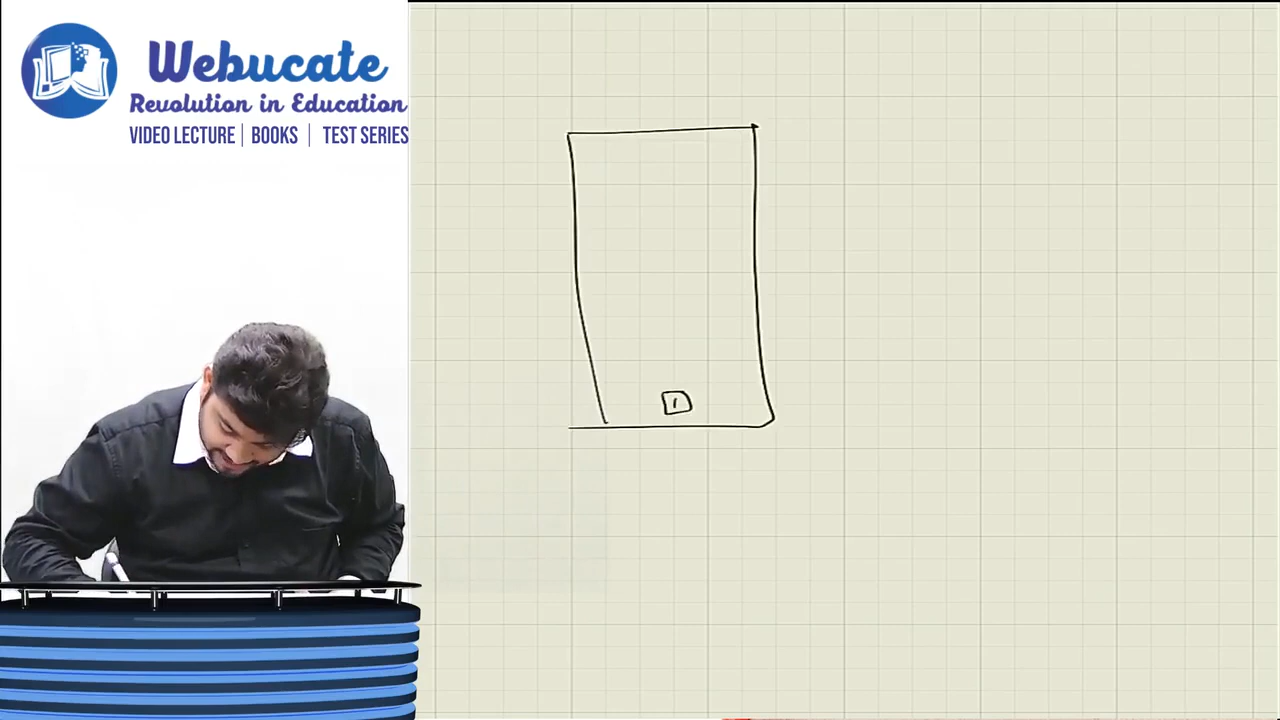 Webucate
Revolution in Education
VIDEO LECTURE | BOOKS | TEST SERIES
1